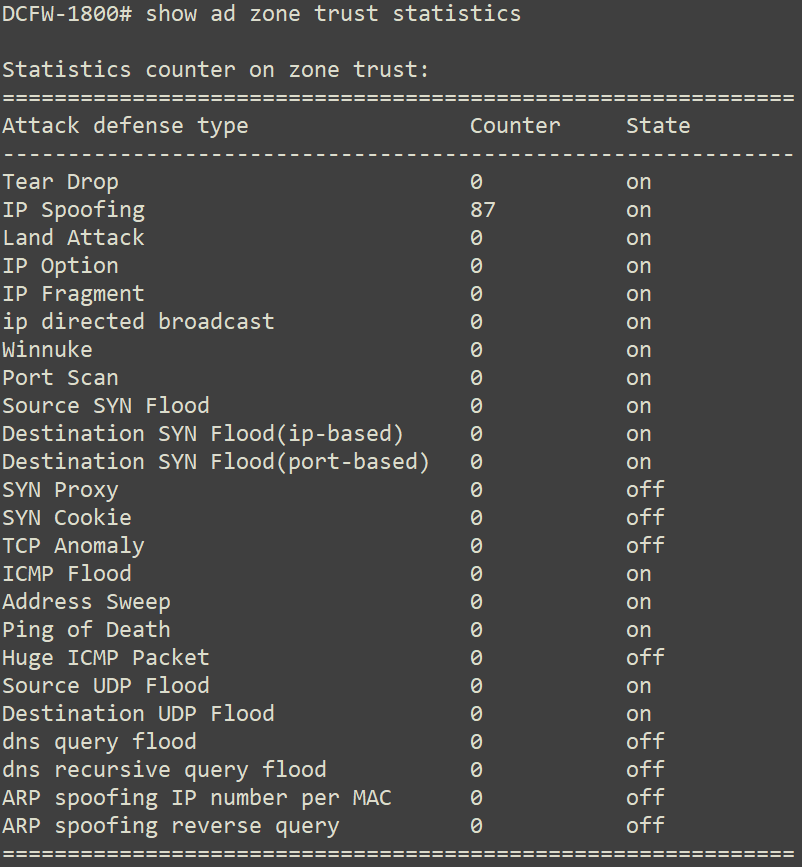 DCFW-1800# show ad zone trust statistics
Statistics counter on zone trust:
=============================================================
Attack defense type                 Counter     State
-------------------------------------------------------------
Tear Drop                           0           on
IP Spoofing                         87          on
Land Attack                         0           on
IP Option                           0           on
IP Fragment                         0           on
ip directed broadcast               0           on
Winnuke                             0           on
Port Scan                           0           on
Source SYN Flood                    0           on
Destination SYN Flood(ip-based)     0           on
Destination SYN Flood(port-based)   0           on
SYN Proxy                           0           off
SYN Cookie                          0           off
TCP Anomaly                         0           off
ICMP Flood                          0           on
Address Sweep                       0           on
Ping of Death                       0           on
Huge ICMP Packet                    0           off
Source UDP Flood                    0           on
Destination UDP Flood               0           on
dns query flood                     0           off
dns recursive query flood           0           off
ARP spoofing IP number per MAC      0           off
ARP spoofing reverse query          0           off
=============================================================